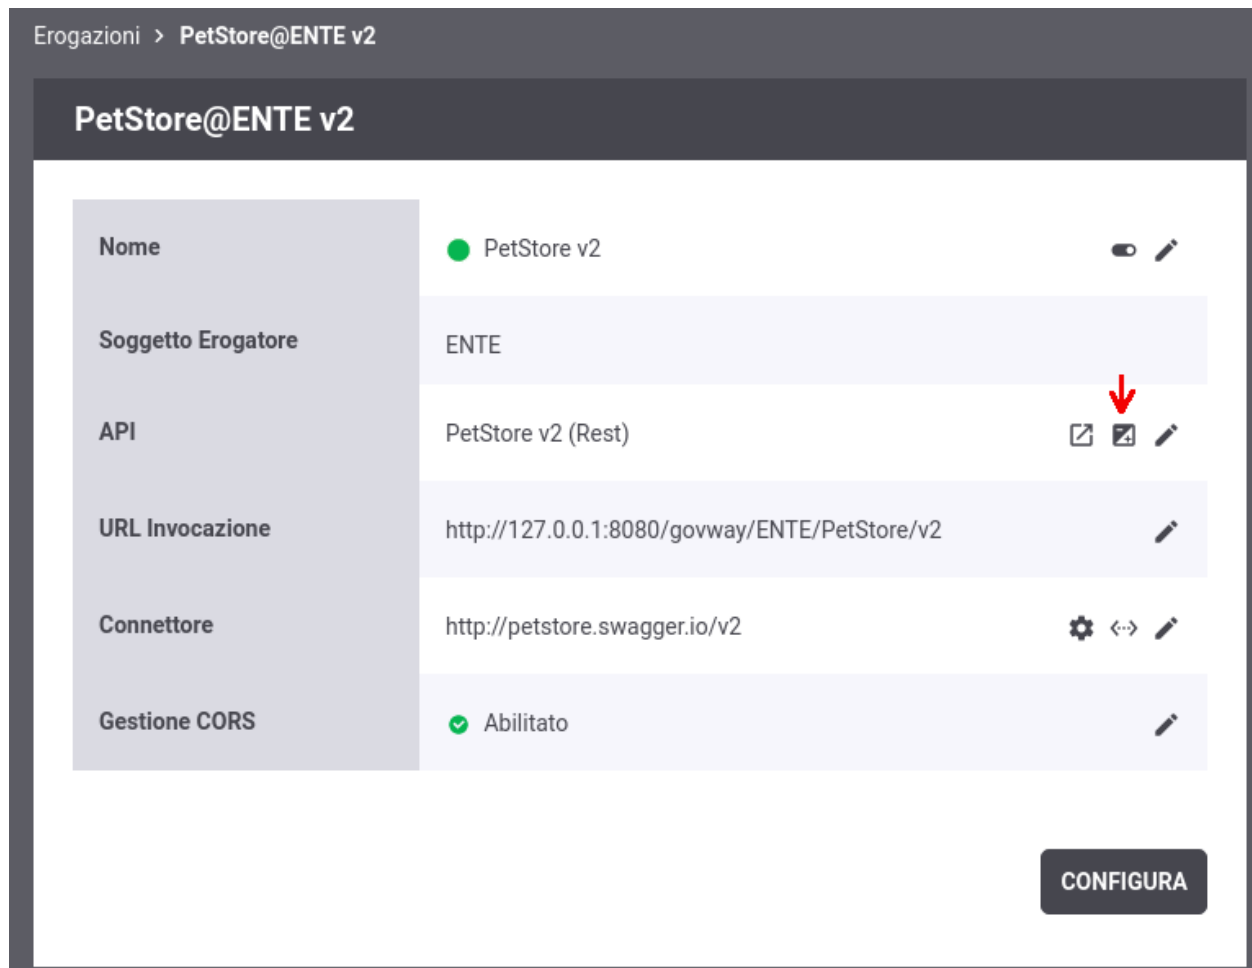 Erogazioni > PetStore@ENTE v2
PetStore@ENTE v2
Nome PetStore v2
Soggetto Erogatore ENTE
API PetStore v2 (Rest)
URL Invocazione http://127.0.0.1:8080/govway/ENTE/PetStore/v2
Connettore http://petstore.swagger.io/v2
Gestione CORS Abilitato
CONFIGURA